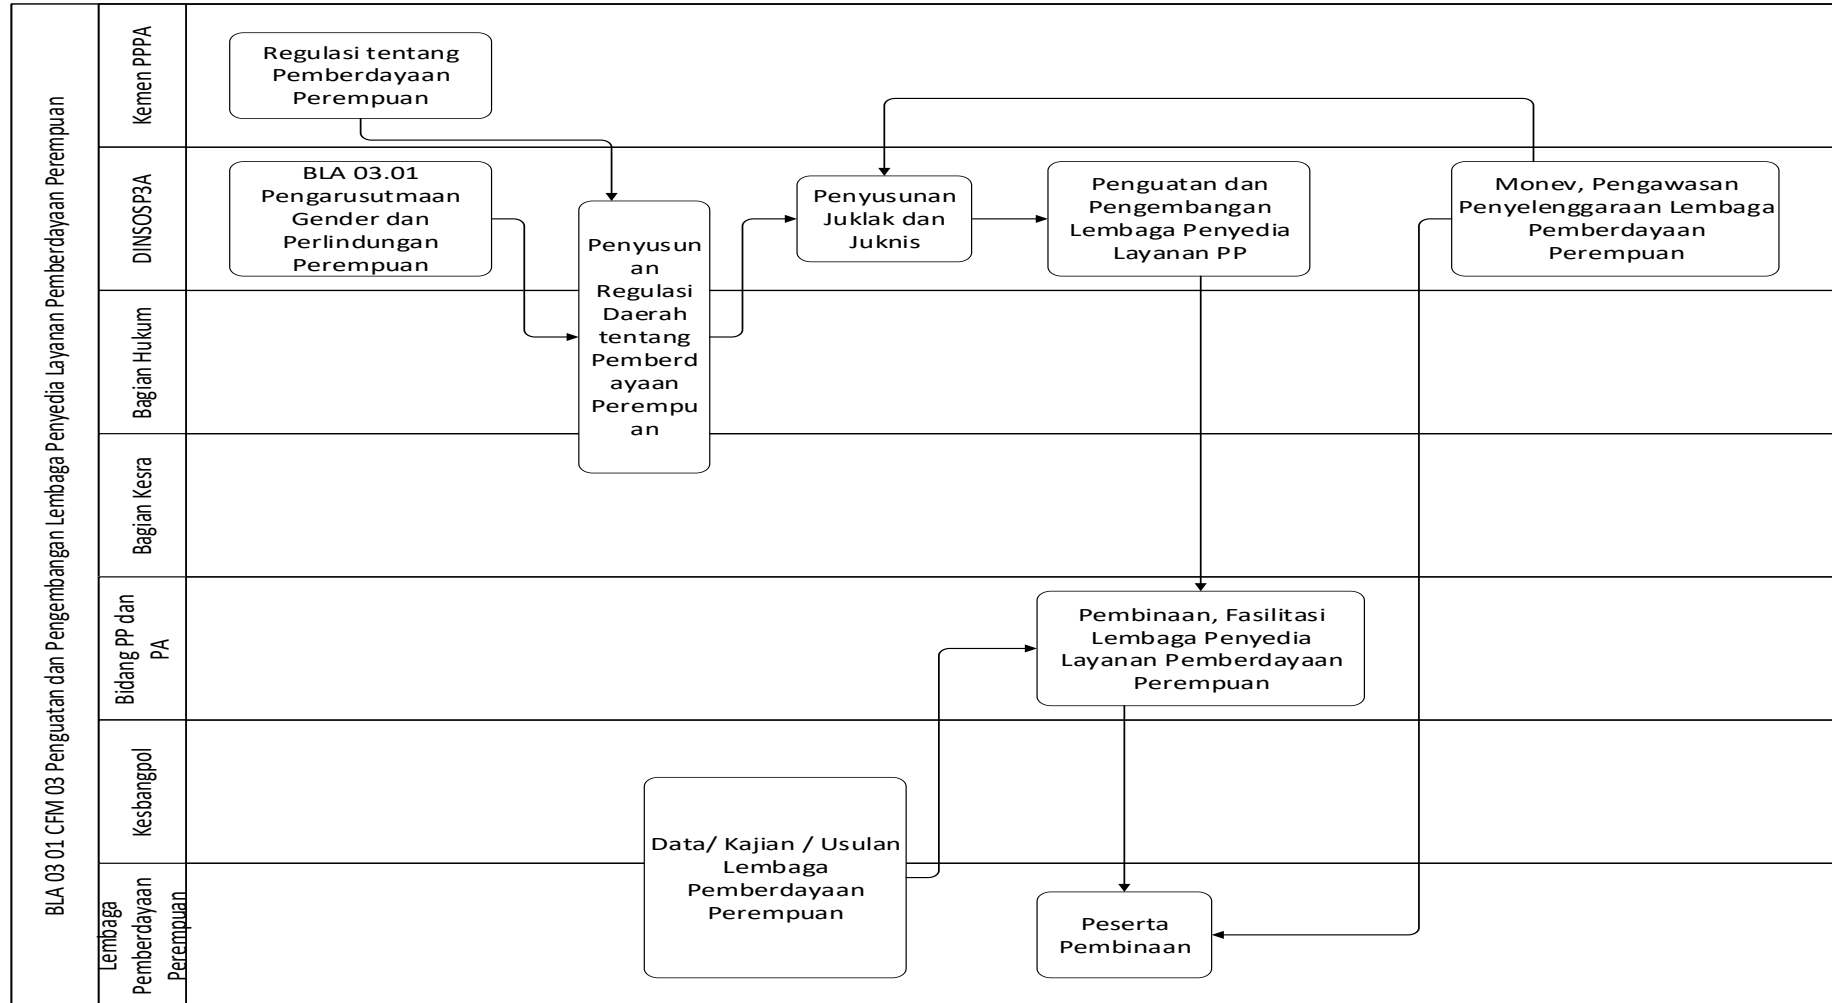 BLA 03 01 CFM 03 Penguatan dan Pengembangan Lembaga Penyedia Layanan Pemberdayaan Perempuan
Kemen PPPA
Regulasi tentang
Pemberdayaan
Perempuan
DINSOSP3A
BLA 03.01
Pengarusutmaan
Gender dan
Perlindungan
Perempuan
Penyusun
an
Regulasi
Daerah
tentang
Pemberd
ayaan
Perempu
an
Penyusunan
Juklak dan
Juknis
Penguatan dan
Pengembangan
Lembaga Penyedia
Layanan PP
Monev, Pengawasan
Penyelenggaraan Lembaga
Pemberdayaan
Perempuan
Bagian Hukum
Bagian Kesra
Bidang PP dan
PA
Pembinaan, Fasilitasi
Lembaga Penyedia
Layanan Pemberdayaan
Perempuan
Kesbangpol
Data/ Kajian / Usulan
Lembaga
Pemberdayaan
Perempuan
Lembaga
Pemberdayaan
Perempuan
Peserta
Pembinaan